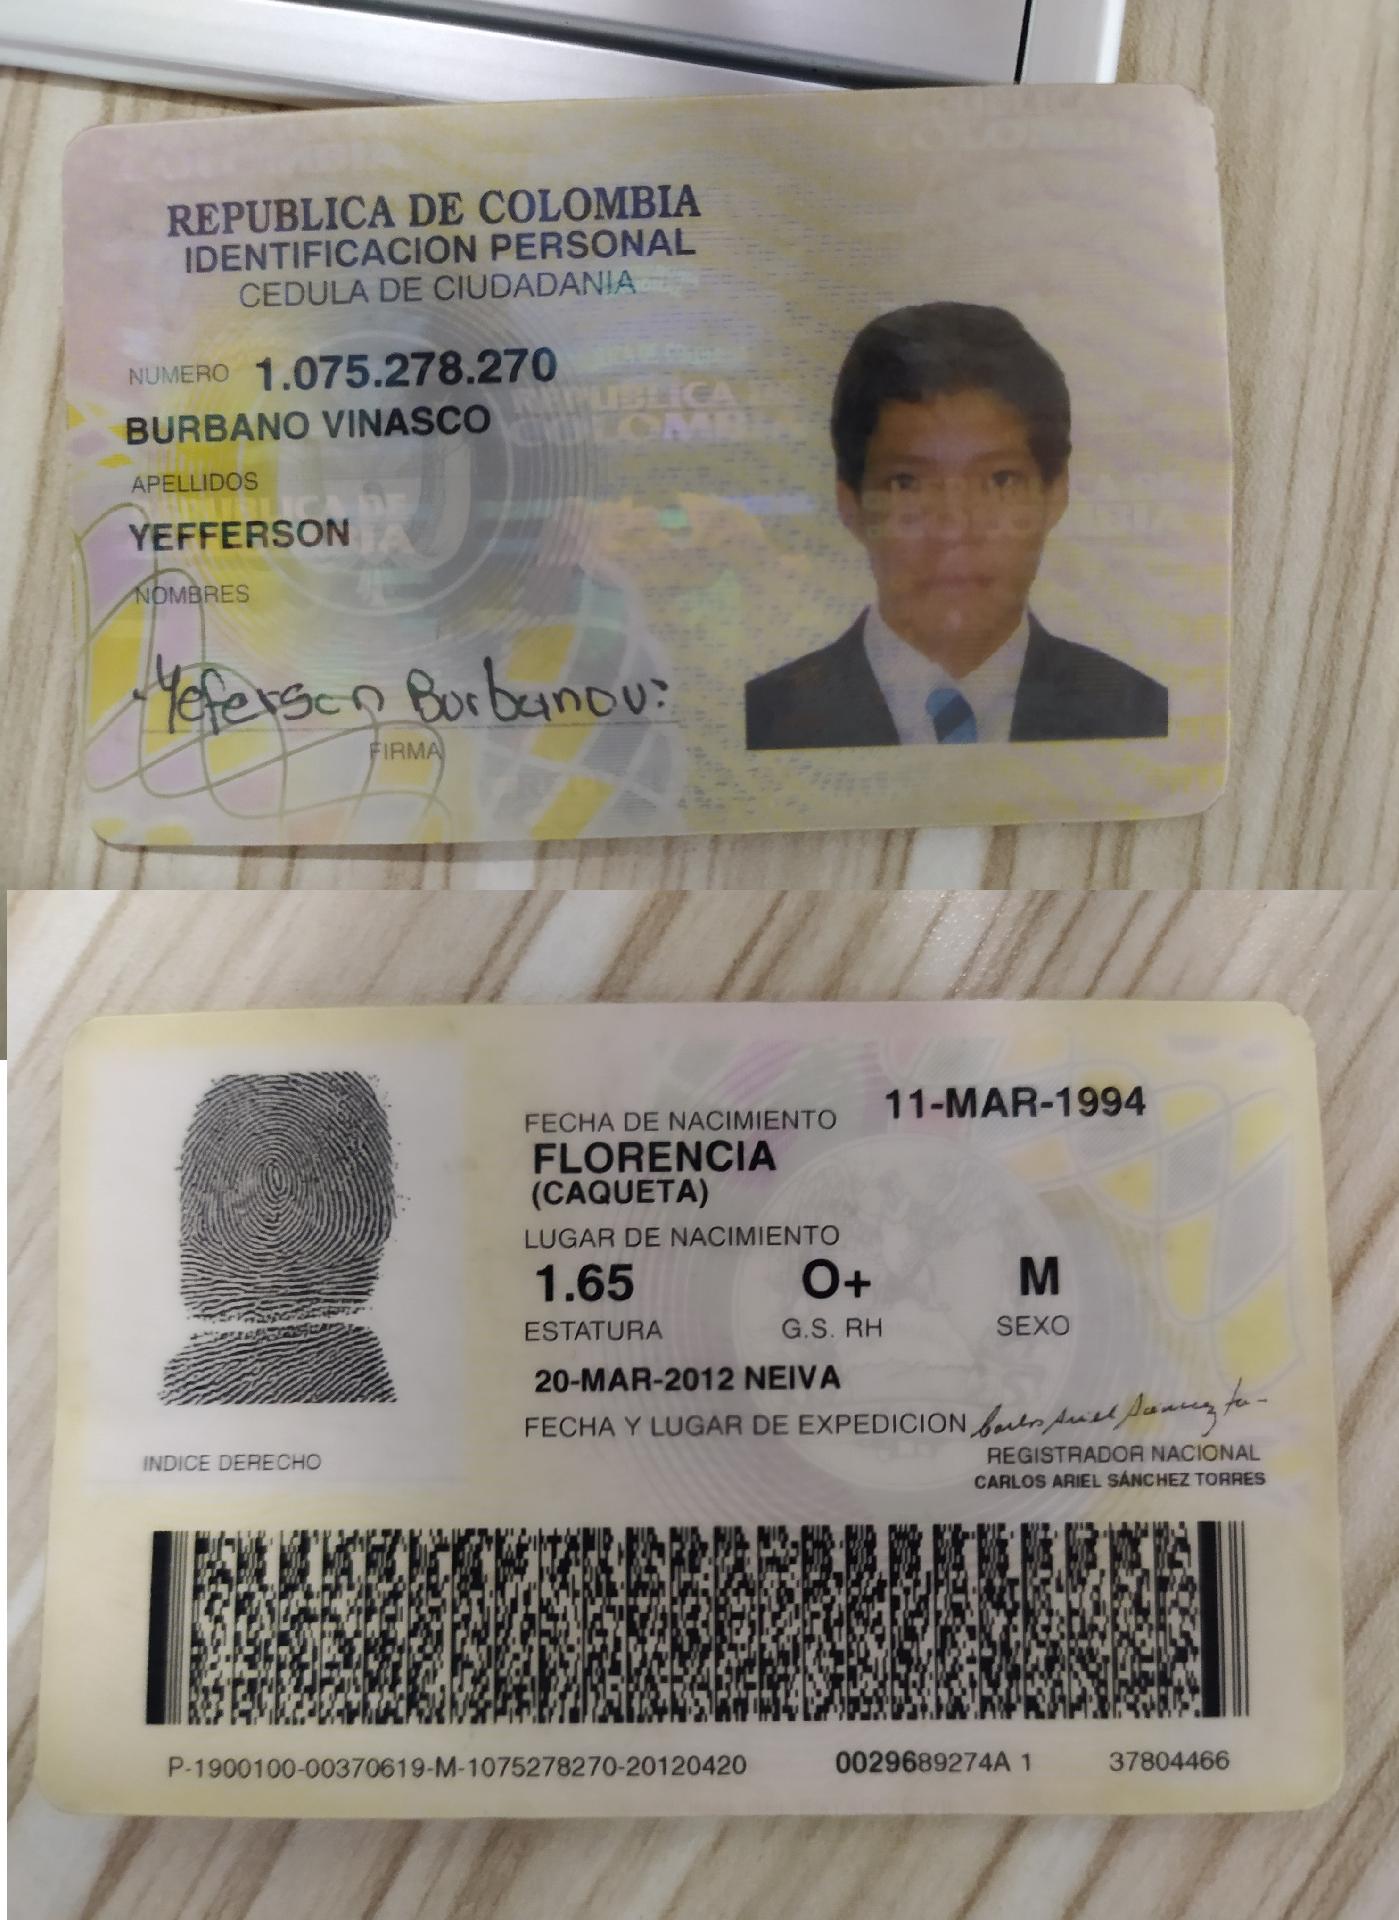 REPUBLICA DE COLOMBIA
IDENTIFICACION PERSONAL
CEDULA DE CIUDADANIA
NUMERO 1.075.278.270
BURBANO VINASCO
APELLIDOS
YEFFERSON
NOMBRES
Yeferson Burbano v:
FIRMA
11-MAR-1994
FECHA DE NACIMIENTO
FLORENCIA
(CAQUETA)
LUGAR DE NACIMIENTO
1.65 O+ M
ESTATURA G.S. RH SEXO
20-MAR-2012 NEIVA
FECHA Y LUGAR DE EXPEDICION
INDICE DERECHO
REGISTRADOR NACIONAL
CARLOS ARIEL SÁNCHEZ TORRES
P-1900100-00370619-M-1075278270-20120420 0029689274A 1 37804466